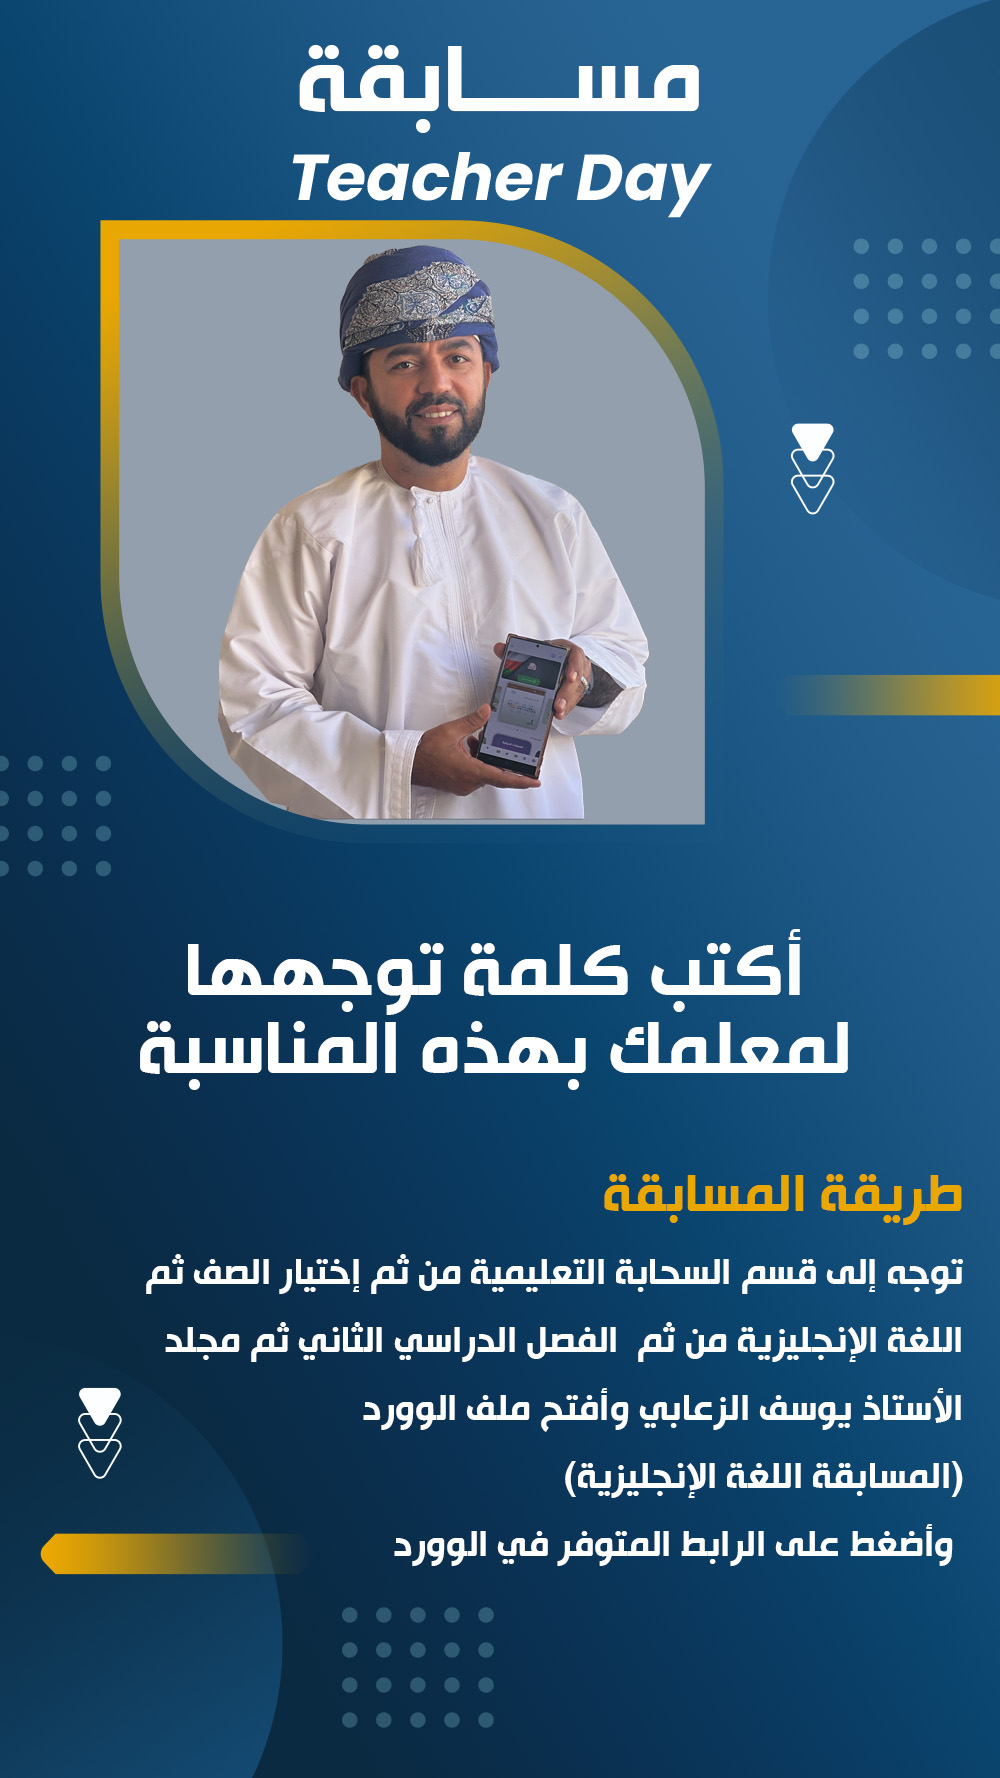 مســـــابقة
Teacher Day
أكتب كلمة توجهها
لمعلمك بهذه المناسبة
طريقة المسابقة
توجه إلى قسم السحابة التعليمية من ثم إختيار الصف ثم
اللغة الإنجليزية من ثم الفصل الدراسي الثاني ثم مجلد
الأستاذ يوسف الزعابي وأفتح ملف الوورد
(المسابقة اللغة الإنجليزية)
وأضغط على الرابط المتوفر في الوورد